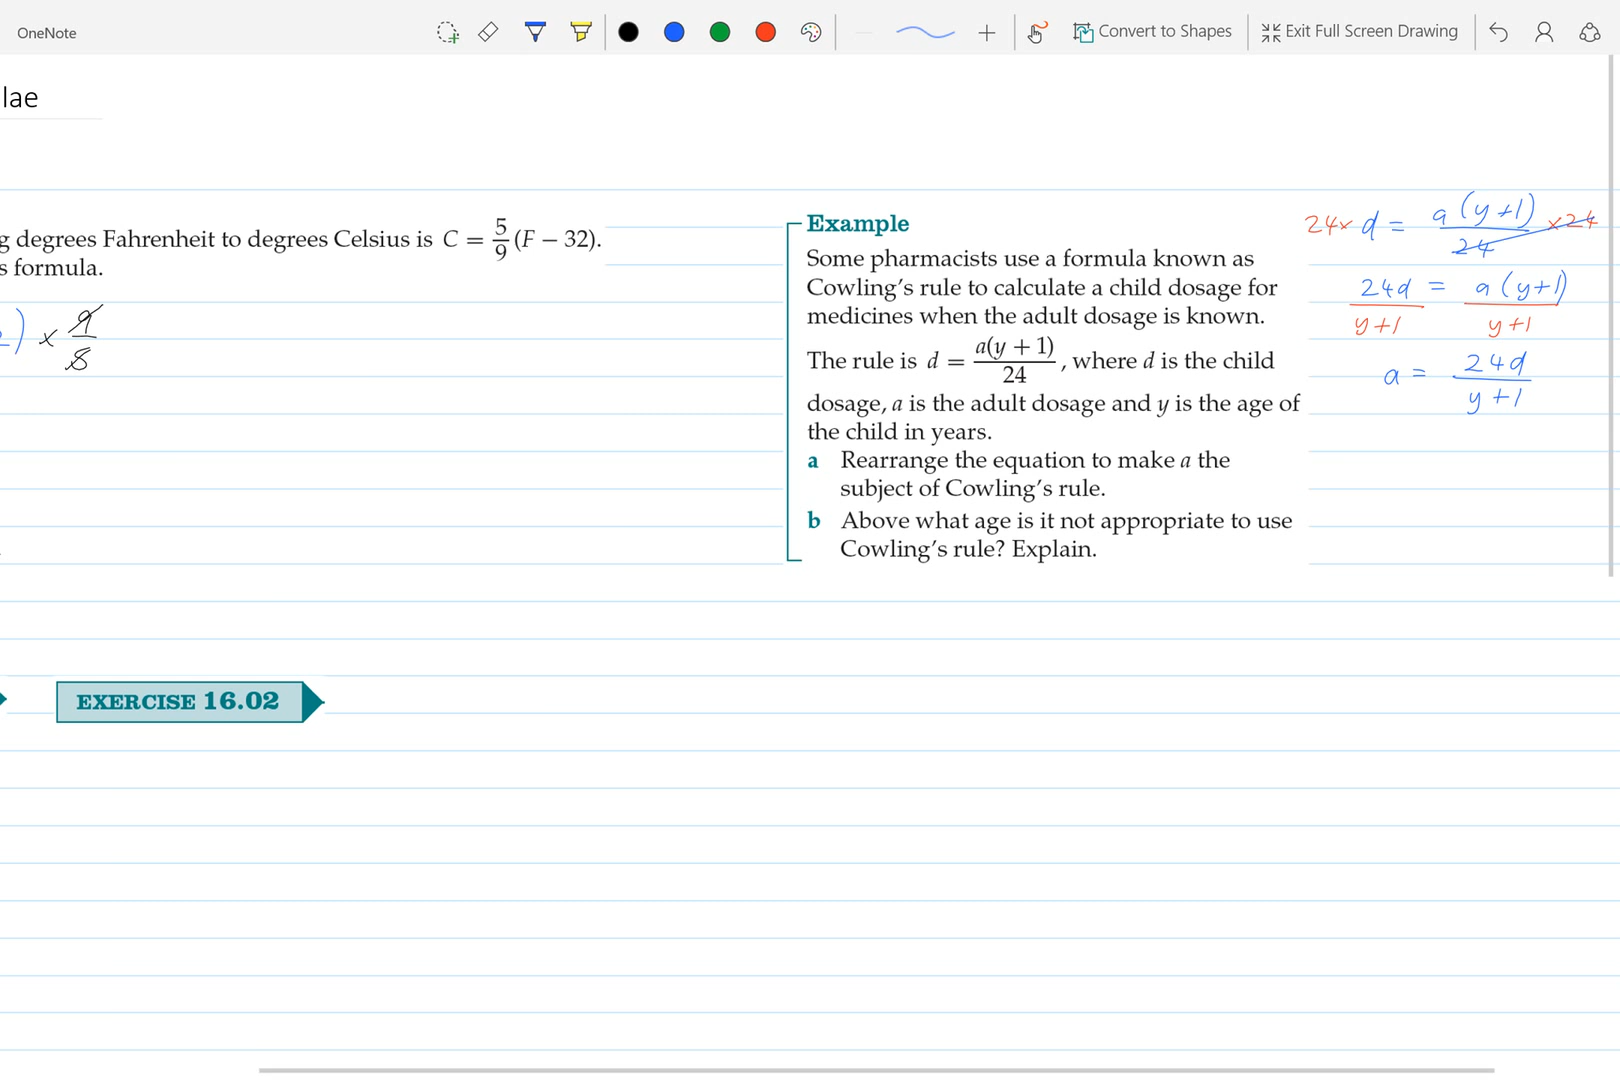 OneNote
Convert to Shapes
Exit Full Screen Drawing
lae
g degrees Fahrenheit to degrees Celsius is C = 5/9 (F − 32).
s formula.
) × 9/5
Example
Some pharmacists use a formula known as
Cowling's rule to calculate a child dosage for
medicines when the adult dosage is known.
The rule is d = a(y + 1)/24, where d is the child
dosage, a is the adult dosage and y is the age of
the child in years.
a Rearrange the equation to make a the
subject of Cowling's rule.
b Above what age is it not appropriate to use
Cowling's rule? Explain.
24× d = a(y+1)/24 ×24
24d/y+1 = a(y+1)/y+1
a = 24d/y+1
EXERCISE 16.02